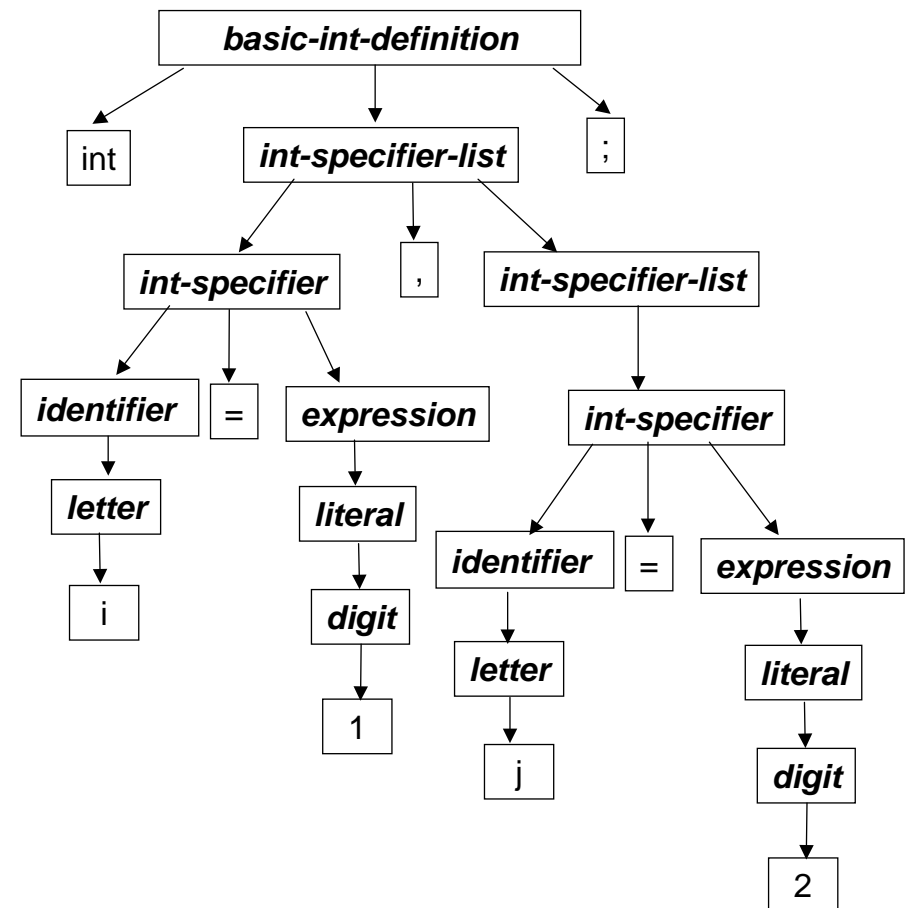 basic-int-definition
int
int-specifier-list
;
int-specifier
,
int-specifier-list
identifier
=
expression
int-specifier
letter
literal
identifier
=
expression
i
digit
letter
literal
1
j
digit
2